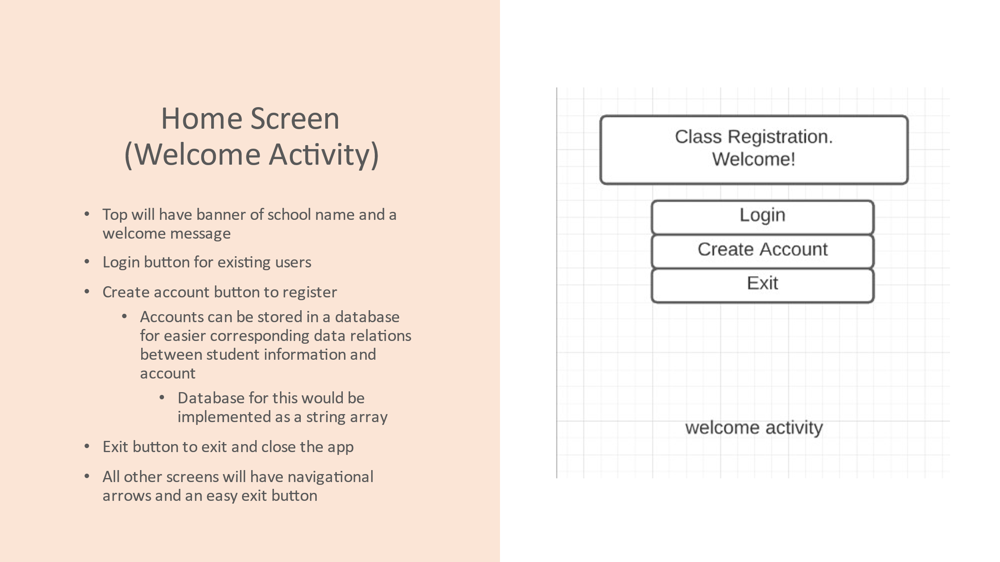 Home Screen
(Welcome Activity)
• Top will have banner of school name and a
welcome message
• Login button for existing users
• Create account button to register
• Accounts can be stored in a database
for easier corresponding data relations
between student information and
account
• Database for this would be
implemented as a string array
• Exit button to exit and close the app
• All other screens will have navigational
arrows and an easy exit button
Class Registration.
Welcome!
Login
Create Account
Exit
welcome activity